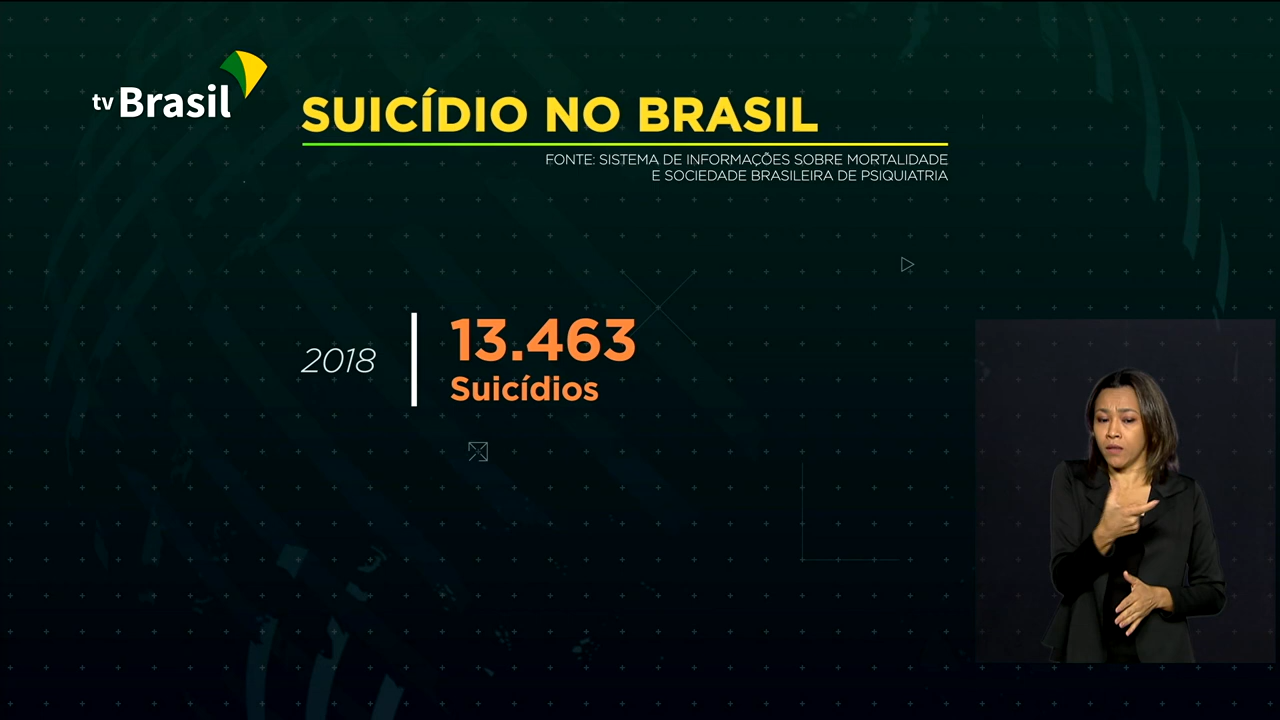 tv Brasil
SUICÍDIO NO BRASIL
FONTE: SISTEMA DE INFORMAÇÕES SOBRE MORTALIDADE
E SOCIEDADE BRASILEIRA DE PSIQUIATRIA
2018
13.463
Suicídios